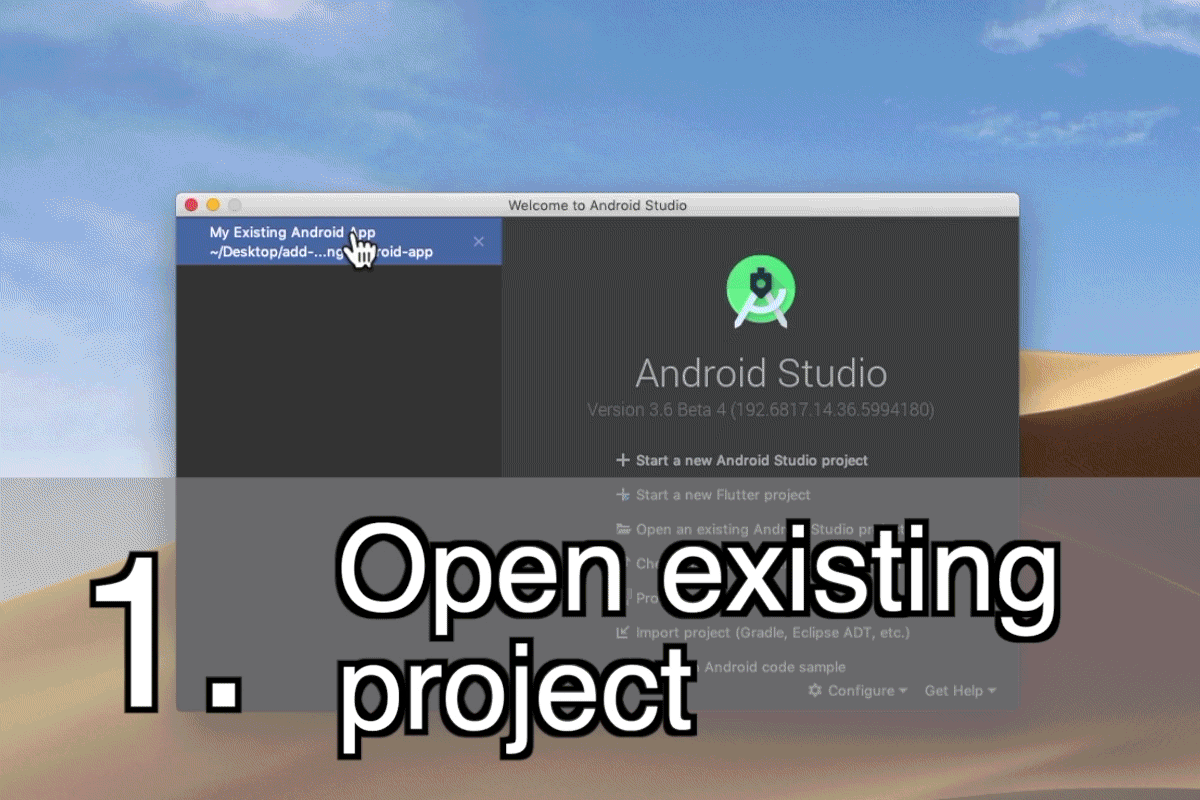 Welcome to Android Studio
My Existing Android App
~/Desktop/add-...ng
roid-app
Android Studio
Version 3.6 Beta 4 (192.6817.14.36.5994180)
Start a new Android Studio project
Start a new Flutter project
Open an existing Android Studio
Import project (Gradle, Eclipse ADT, etc.)
Android code sample
Configure
Get Help
1. Open existing
project